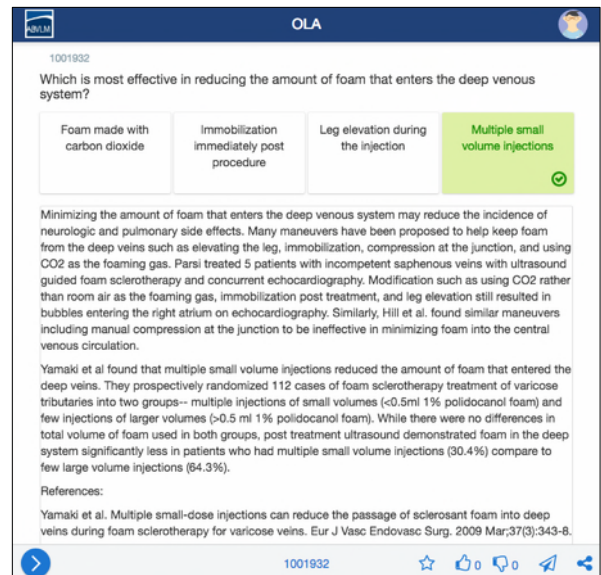 ABVLM
OLA
1001932
Which is most effective in reducing the amount of foam that enters the deep venous
system?
Foam made with
carbon dioxide
Immobilization
immediately post
procedure
Leg elevation during
the injection
Multiple small
volume injections
Minimizing the amount of foam that enters the deep venous system may reduce the incidence of
neurologic and pulmonary side effects. Many maneuvers have been proposed to help keep foam
from the deep veins such as elevating the leg, immobilization, compression at the junction, and using
CO2 as the foaming gas. Parsi treated 5 patients with incompetent saphenous veins with ultrasound
guided foam sclerotherapy and concurrent echocardiography. Modification such as using CO2 rather
than room air as the foaming gas, immobilization post treatment, and leg elevation still resulted in
bubbles entering the right atrium on echocardiography. Similarly, Hill et al. found similar maneuvers
including manual compression at the junction to be ineffective in minimizing foam into the central
venous circulation.
Yamaki et al found that multiple small volume injections reduced the amount of foam that entered the
deep veins. They prospectively randomized 112 cases of foam sclerotherapy treatment of varicose
tributaries into two groups-- multiple injections of small volumes (<0.5ml 1% polidocanol foam) and
few injections of larger volumes (>0.5 ml 1% polidocanol foam). While there were no differences in
total volume of foam used in both groups, post treatment ultrasound demonstrated foam in the deep
system significantly less in patients who had multiple small volume injections (30.4%) compare to
few large volume injections (64.3%).
References:
Yamaki et al. Multiple small-dose injections can reduce the passage of sclerosant foam into deep
veins during foam sclerotherapy for varicose veins. Eur J Vasc Endovasc Surg. 2009 Mar;37(3):343-8.
1001932
0
0